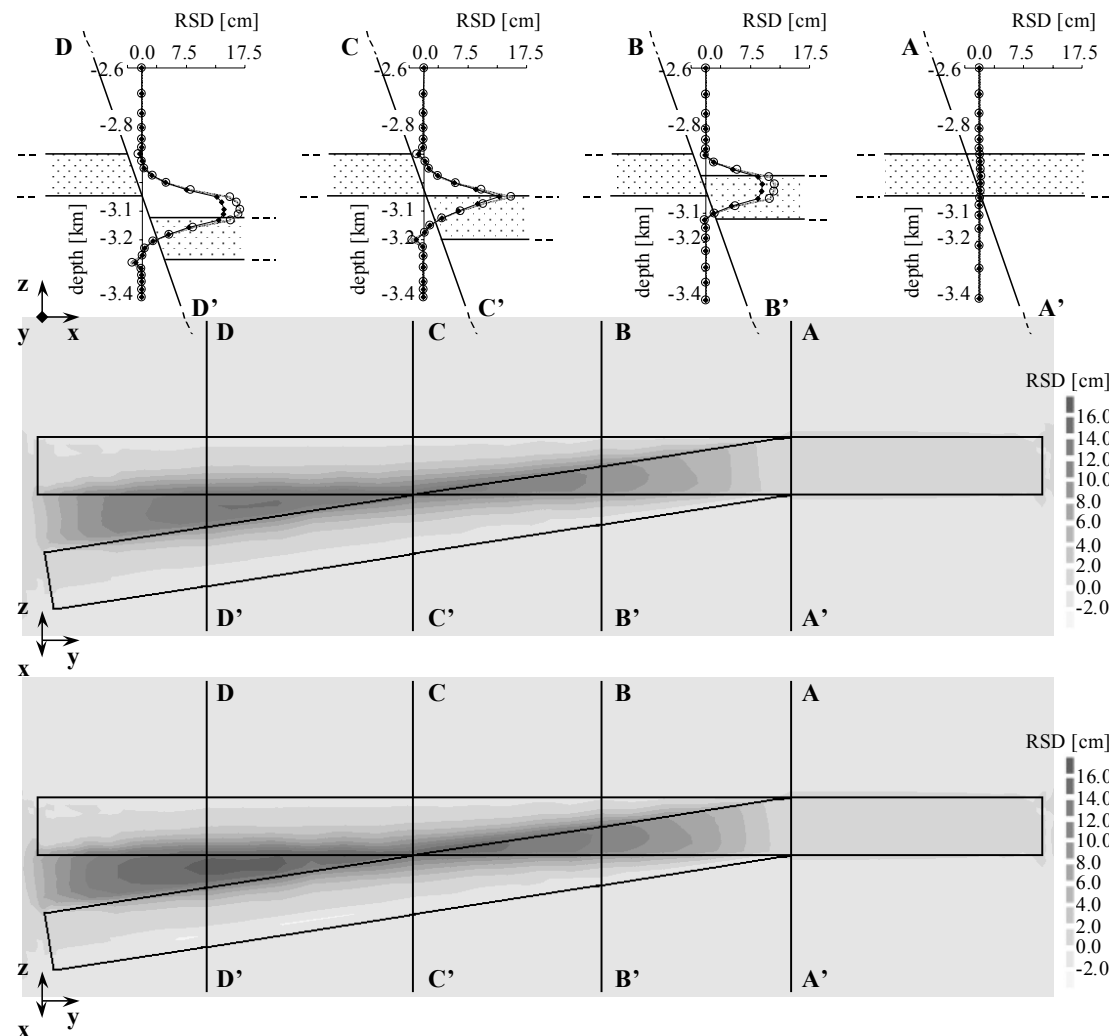 RSD [cm] RSD [cm] RSD [cm] RSD [cm]
D 0.0 7.5 17.5 C 0.0 7.5 17.5 B 0.0 7.5 17.5 A 0.0 7.5 17.5
-2.6 -2.6 -2.6 -2.6
-2.8 -2.8 -2.8 -2.8
-3.1 -3.1 -3.1 -3.1
-3.2 -3.2 -3.2 -3.2
-3.4 -3.4 -3.4 -3.4
depth [km] depth [km] depth [km] depth [km]
D’ C’ B’ A’
z
y x
D C B A
RSD [cm]
16.0
14.0
12.0
10.0
8.0
6.0
4.0
2.0
0.0
-2.0
D’ C’ B’ A’
z
x y
D C B A
RSD [cm]
16.0
14.0
12.0
10.0
8.0
6.0
4.0
2.0
0.0
-2.0
D’ C’ B’ A’
z
x y